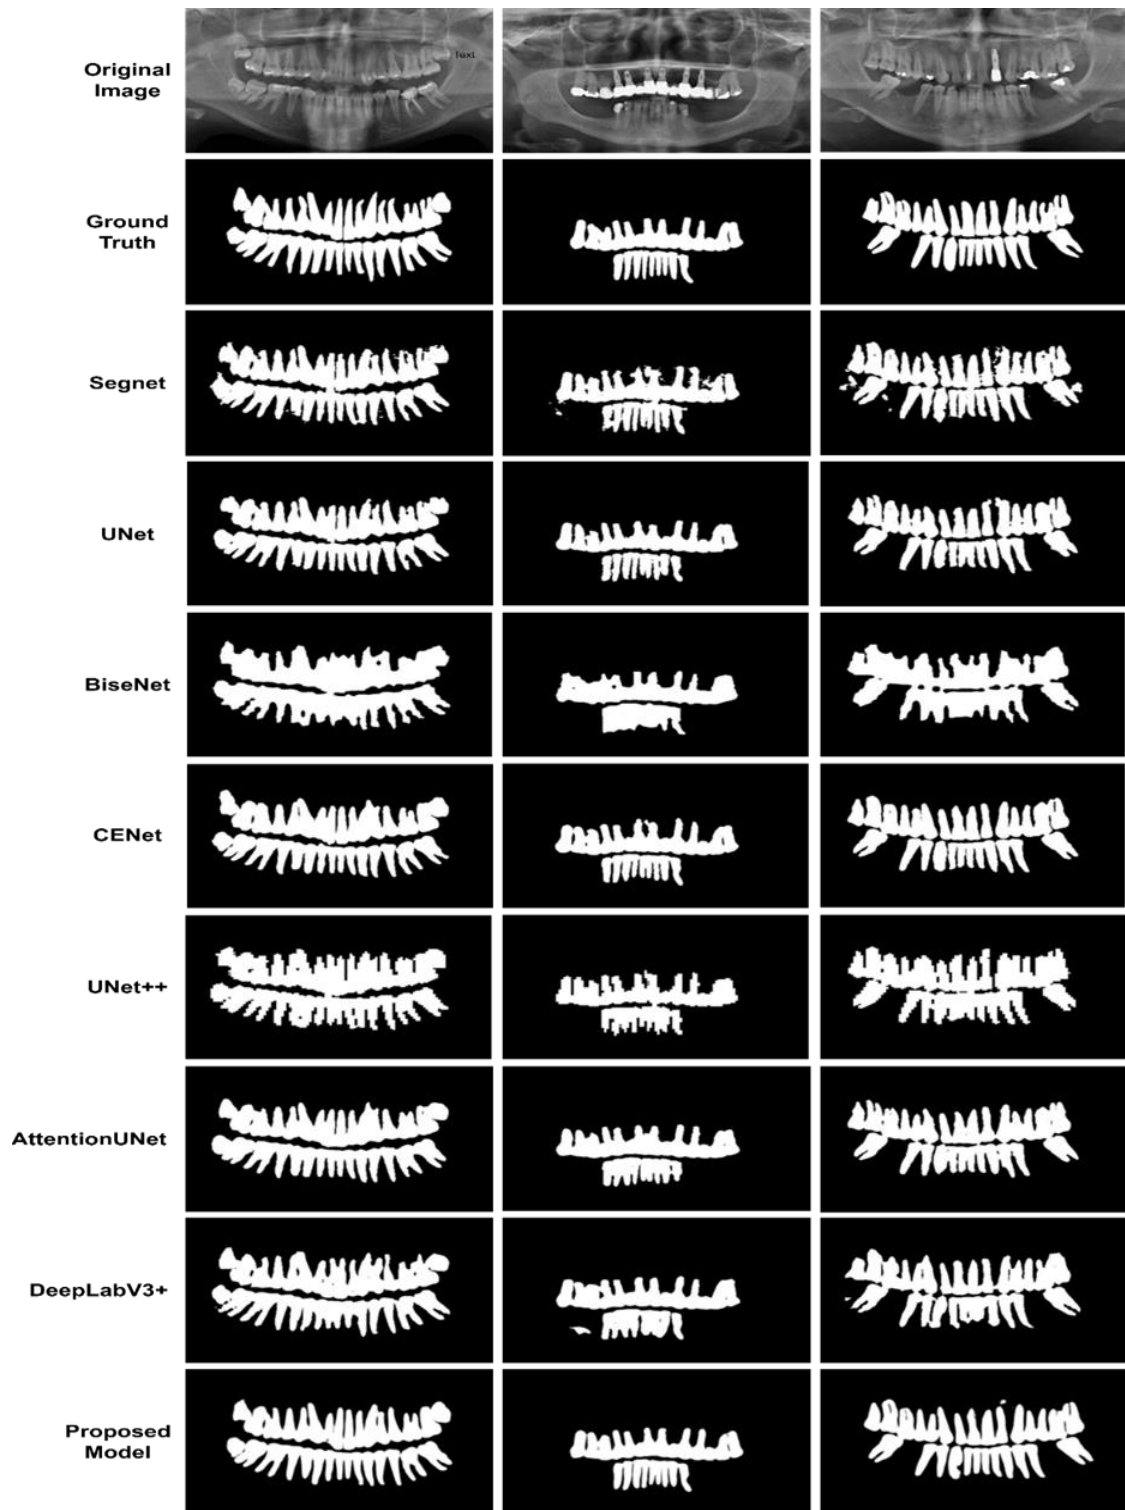 Original
Image
Ground
Truth
Segnet
UNet
BiseNet
CENet
UNet++
AttentionUNet
DeepLabV3+
Proposed
Model